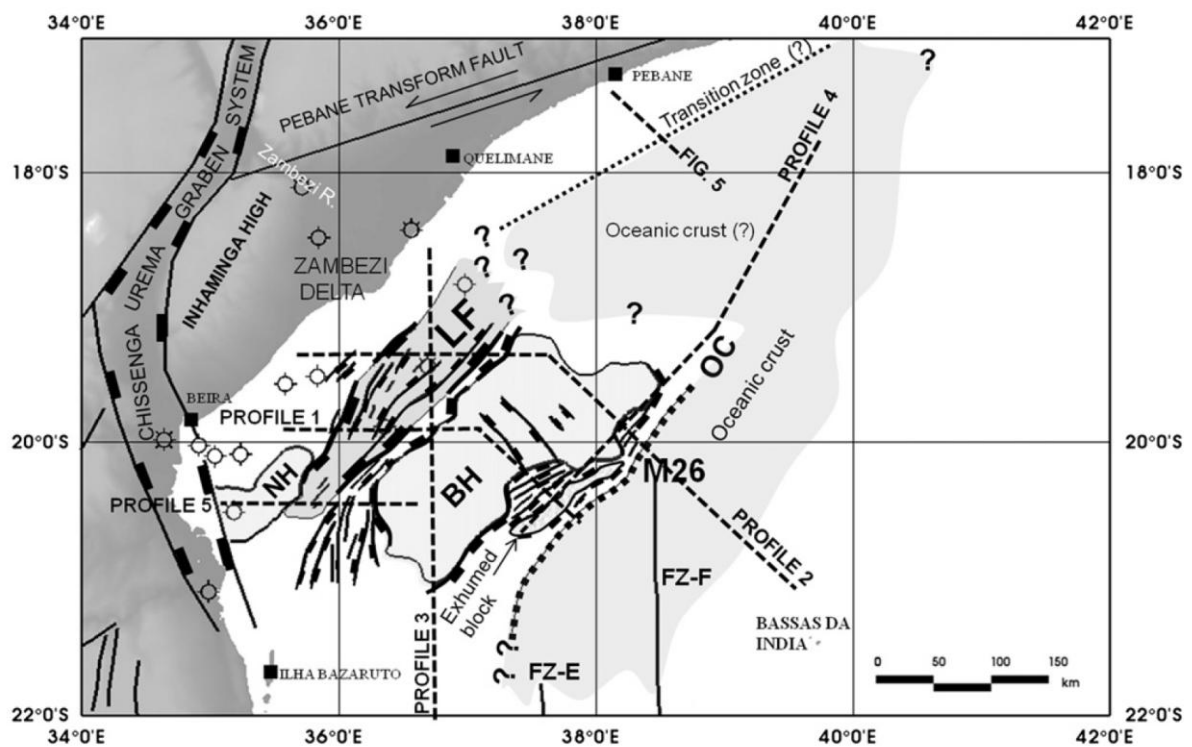 34°0'E 36°0'E 38°0'E 40°0'E 42°0'E
CHISSENGA UREMA GRABEN SYSTEM
PEBANE TRANSFORM FAULT
PEBANE
Transition zone (?)
?
PROFILE 4
FIG. 5
QUELIMANE
Zambezi R.
18°0'S
18°0'S
INHAMINGA HIGH
ZAMBEZI
DELTA
Oceanic crust (?)
?
?
?
?
?
LF
OC
Oceanic crust
BEIRA
PROFILE 1
20°0'S
20°0'S
NH
BH
M26
PROFILE 5
PROFILE 2
Exhumed
block
FZ-F
PROFILE 3
BASSAS DA
INDIA
ILHA BAZARUTO
?
?
FZ-E
0 50 100 150
km
22°0'S
22°0'S
34°0'E 36°0'E 38°0'E 40°0'E 42°0'E